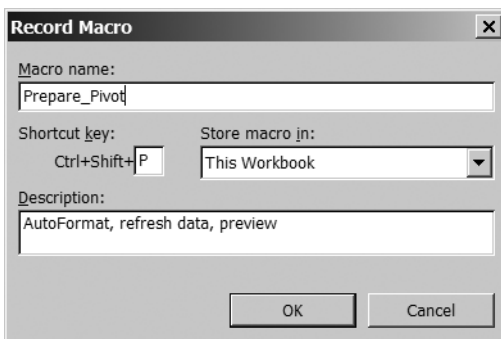 Record Macro
Macro name:
Prepare_Pivot
Shortcut key: Store macro in:
Ctrl+Shift+ P This Workbook
Description:
AutoFormat, refresh data, preview
OK Cancel